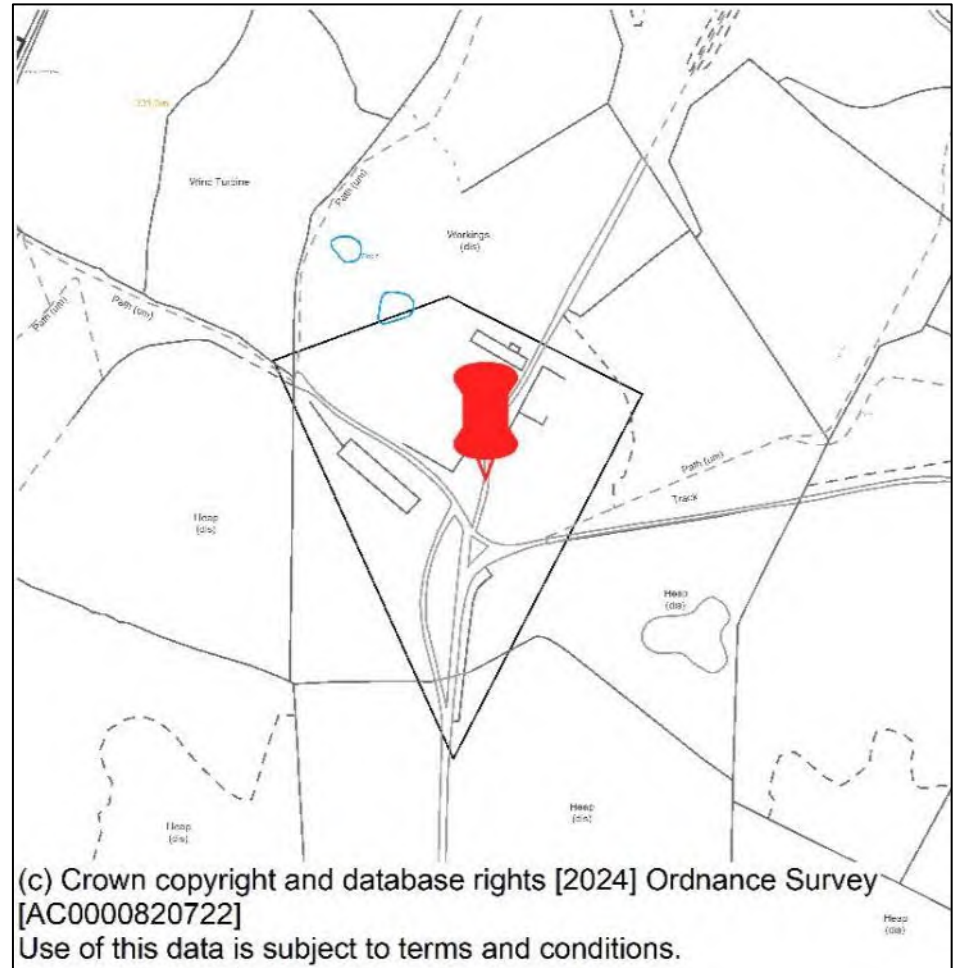 Wind Turbine
Path (um)
Workings
(dis)
Path (um)
Path (um)
Path (um)
Track
Heap
(dis)
Heap
(dis)
Heap
(dis)
Heap
(dis)
Heap
(dis)
(c) Crown copyright and database rights [2024] Ordnance Survey
[AC0000820722]
Use of this data is subject to terms and conditions.